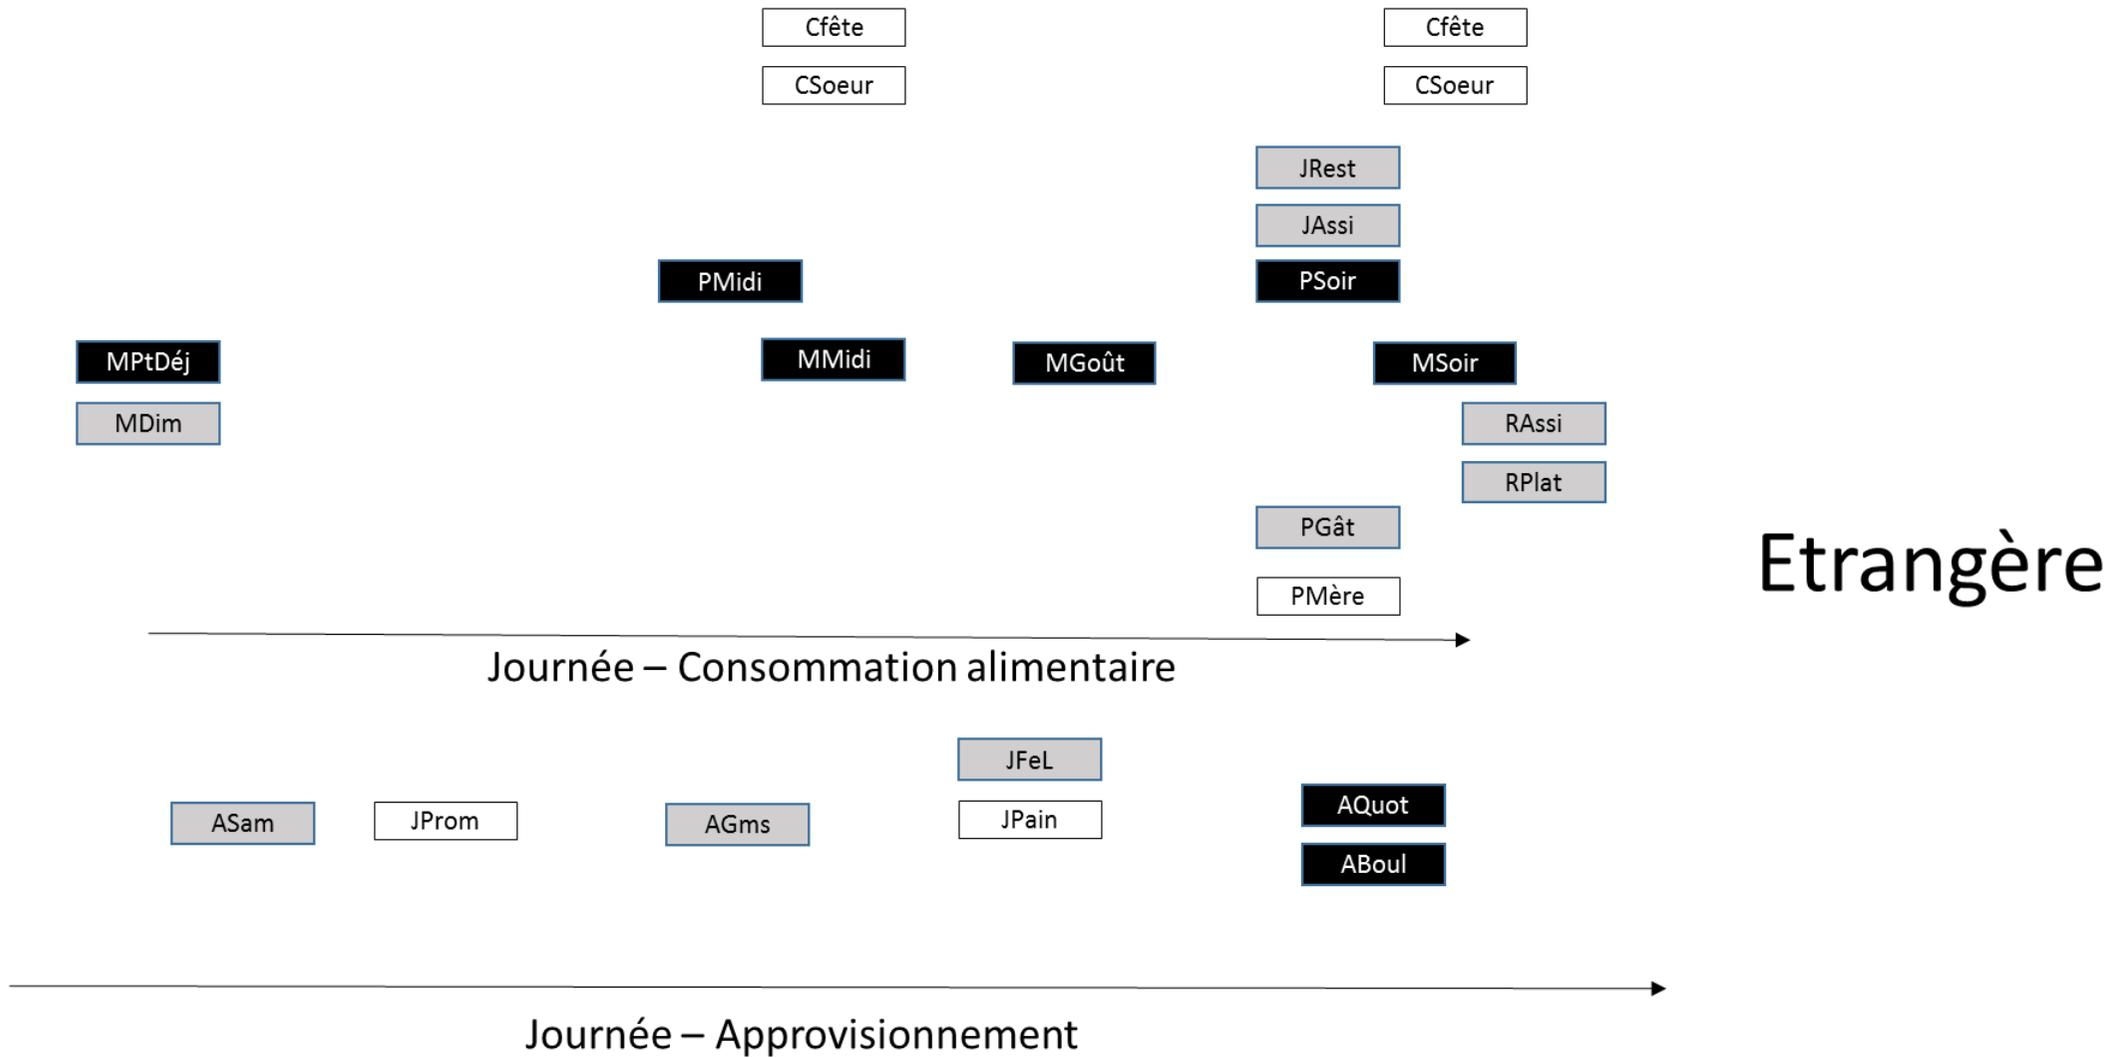 Cfête
Cfête
CSoeur
CSoeur
JRest
JAssi
PMidi
PSoir
MPtDéj
MMidi
MGoût
MSoir
MDim
RAssi
RPlat
PGât
Etrangère
PMère
Journée – Consommation alimentaire
JFeL
ASam
JProm
AGms
JPain
AQuot
ABoul
Journée – Approvisionnement